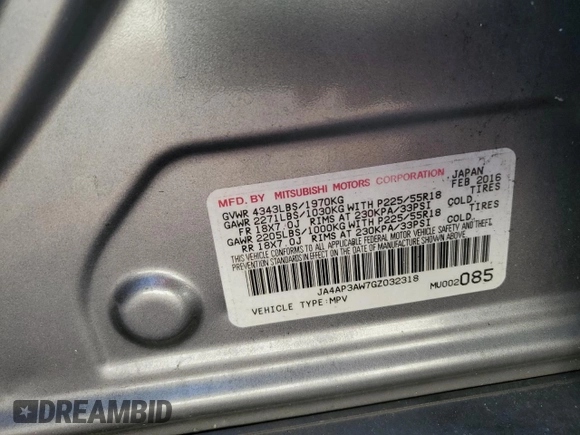 MFD. BY MITSUBISHI MOTORS CORPORATION JAPAN
GVWR 4343LBS/1970KG FEB 2016
GAWR 2271LBS/1030KG WITH P225/55R18 TIRES
FR 18X7.0J RIMS AT 230KPA/33PSI COLD
GAWR 2205LBS/1000KG WITH P225/55R18 TIRES
RR 18X7.0J RIMS AT 230KPA/33PSI COLD.
THIS VEHICLE CONFORMS TO ALL APPLICABLE FEDERAL MOTOR VEHICLE SAFETY AND THEFT
PREVENTION STANDARDS IN EFFECT ON THE DATE OF MANUFACTURE SHOWN ABOVE.
JA4AP3AW7GZ032318
VEHICLE TYPE:MPV MU002085
DREAMBID